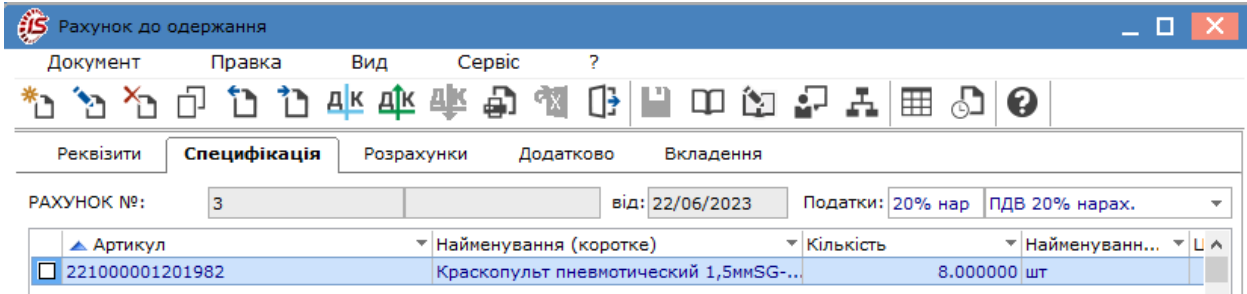 Рахунок до одержання
Документ Правка Вид Сервіс ?
Реквізити Специфікація Розрахунки Додатково Вкладення
РАХУНОК №: 3 від: 22/06/2023 Податки: 20% нар ПДВ 20% нарах.
Артикул Найменування (коротке) Кількість Найменуванн... Ц
221000001201982 Краскопульт пневмотический 1,5ммSG-... 8.000000 шт